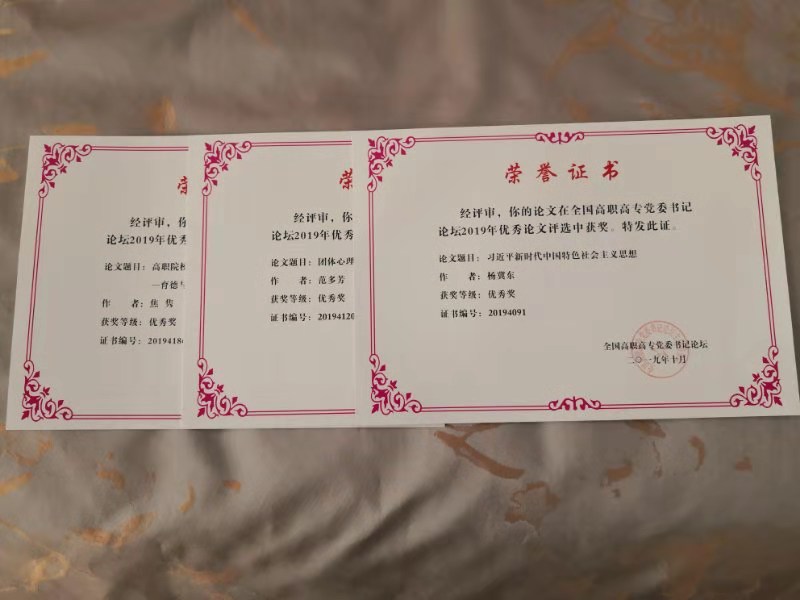 荣
经评审，你
论坛2019年优秀
论文题目：高职院校
—育德与
作　　者：焦 隽
获奖等级：优秀奖
证书编号：2019418
荣
经评审，你
论坛2019年优秀
论文题目：团体心理
作　　者：范多芳
获奖等级：优秀奖
证书编号：20194120
荣誉证书
经评审，你的论文在全国高职高专党委书记
论坛2019年优秀论文评选中获奖。特发此证。
论文题目：习近平新时代中国特色社会主义思想
作　　者：杨冀东
获奖等级：优秀奖
证书编号：20194091
全国高职高专党委书记论坛
二〇一九年十月